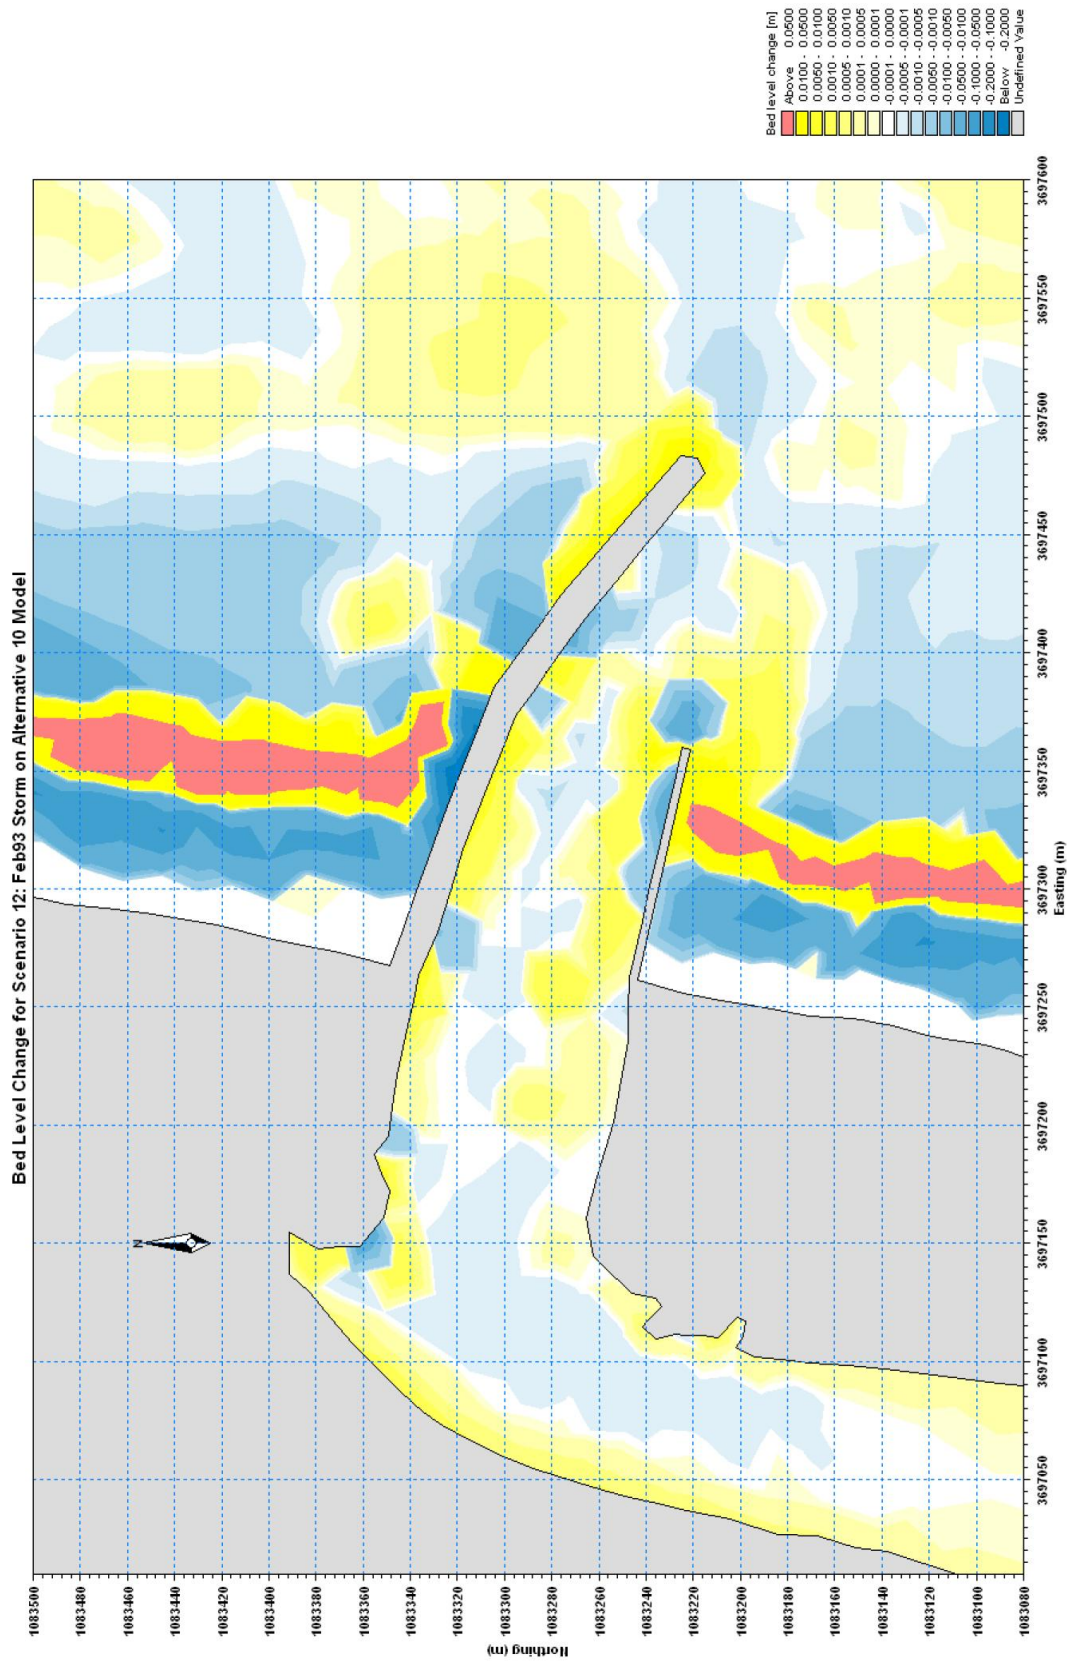 Bed Level Change for Scenario 12: Feb93 Storm on Alternative 10 Model
Bed level change [m]
Above 0.0500
0.0100 - 0.0500
0.0050 - 0.0100
0.0010 - 0.0050
0.0005 - 0.0010
0.0001 - 0.0005
0.0000 - 0.0001
-0.0001 - 0.0000
-0.0005 - -0.0001
-0.0010 - -0.0005
-0.0050 - -0.0010
-0.0100 - -0.0050
-0.0500 - -0.0100
-0.1000 - -0.0500
-0.2000 - -0.1000
Below -0.2000
Undefined Value
N
Northing (m)
1083500
1083480
1083460
1083440
1083420
1083400
1083380
1083360
1083340
1083320
1083300
1083280
1083260
1083240
1083220
1083200
1083180
1083160
1083140
1083120
1083100
1083080
3697050
3697100
3697150
3697200
3697250
3697300
3697350
3697400
3697450
3697500
3697550
3697600
Easting (m)